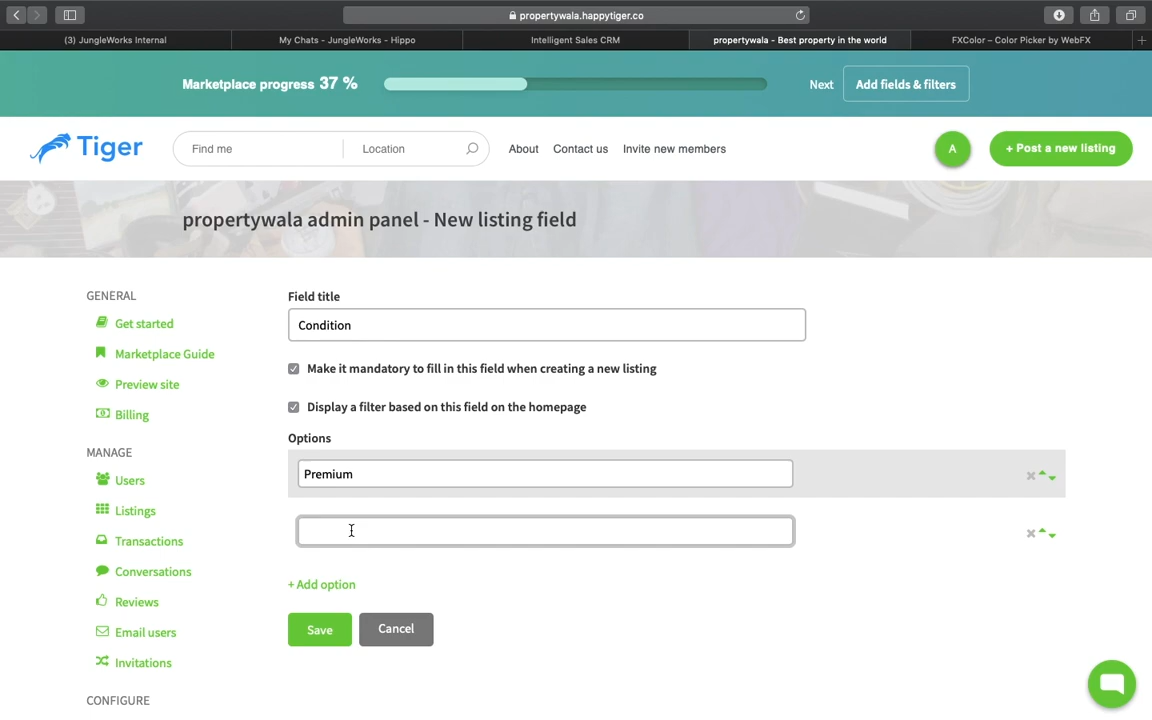 propertywala.happytiger.co
(3) JungleWorks Internal
My Chats - JungleWorks - Hippo
Intelligent Sales CRM
propertywala - Best property in the world
FXColor – Color Picker by WebFX
Marketplace progress 37 %
Next
Add fields & filters
Tiger
Find me
Location
About
Contact us
Invite new members
A
+ Post a new listing
propertywala admin panel - New listing field
GENERAL
Get started
Marketplace Guide
Preview site
Billing
MANAGE
Users
Listings
Transactions
Conversations
Reviews
Email users
Invitations
CONFIGURE
Field title
Condition
Make it mandatory to fill in this field when creating a new listing
Display a filter based on this field on the homepage
Options
Premium
+ Add option
Save
Cancel